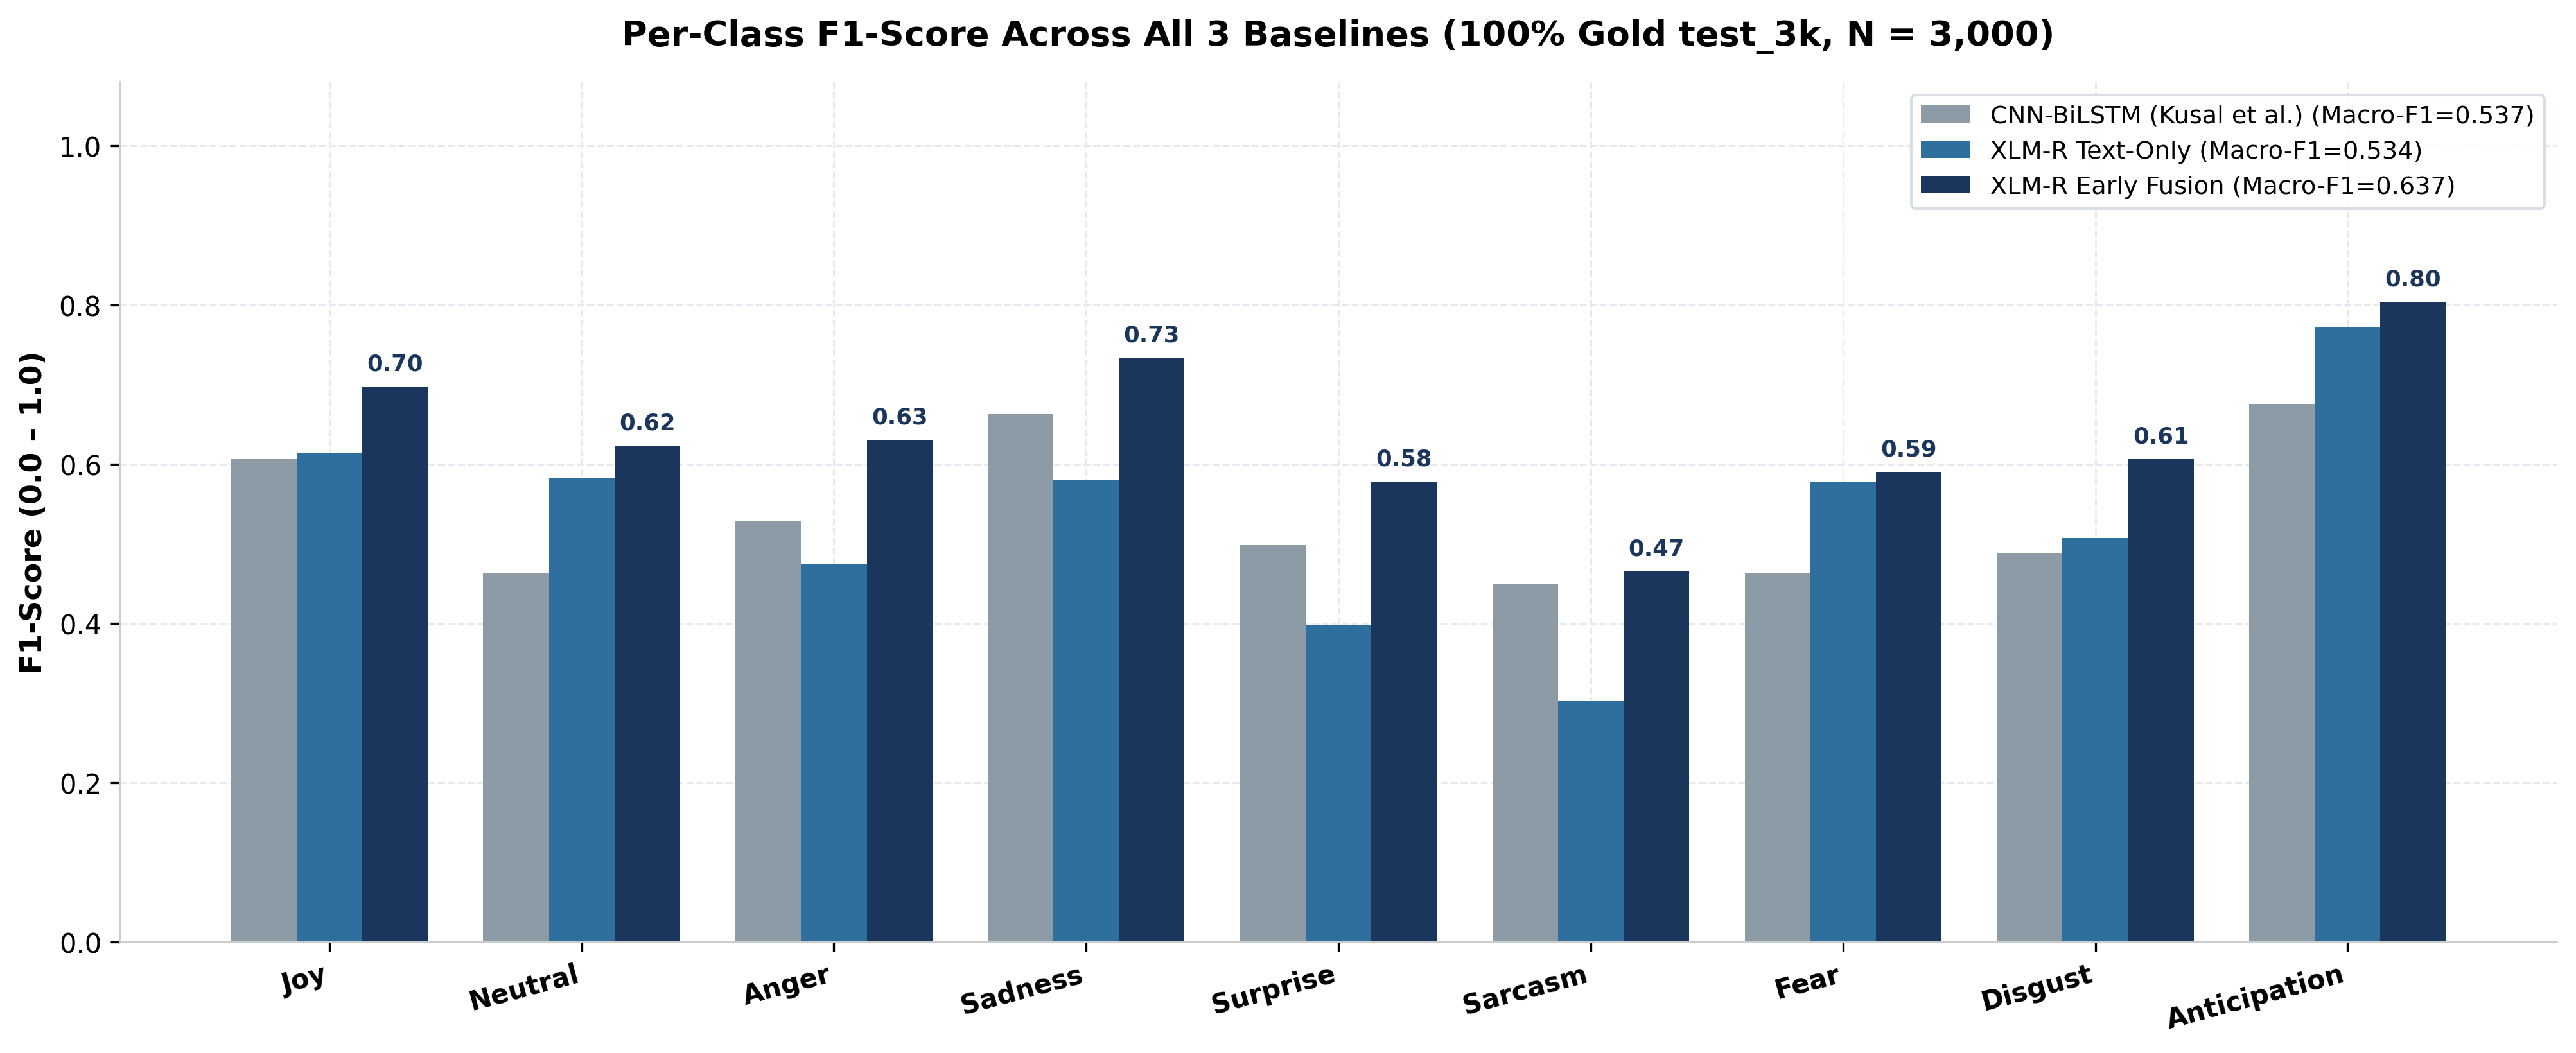 Per-Class F1-Score Across All 3 Baselines (100% Gold test_3k, N = 3,000)
CNN-BiLSTM (Kusal et al.) (Macro-F1=0.537)
XLM-R Text-Only (Macro-F1=0.534)
XLM-R Early Fusion (Macro-F1=0.637)
F1-Score (0.0 – 1.0)
1.0
0.8
0.6
0.4
0.2
0.0
0.70
0.62
0.63
0.73
0.58
0.47
0.59
0.61
0.80
Joy
Neutral
Anger
Sadness
Surprise
Sarcasm
Fear
Disgust
Anticipation